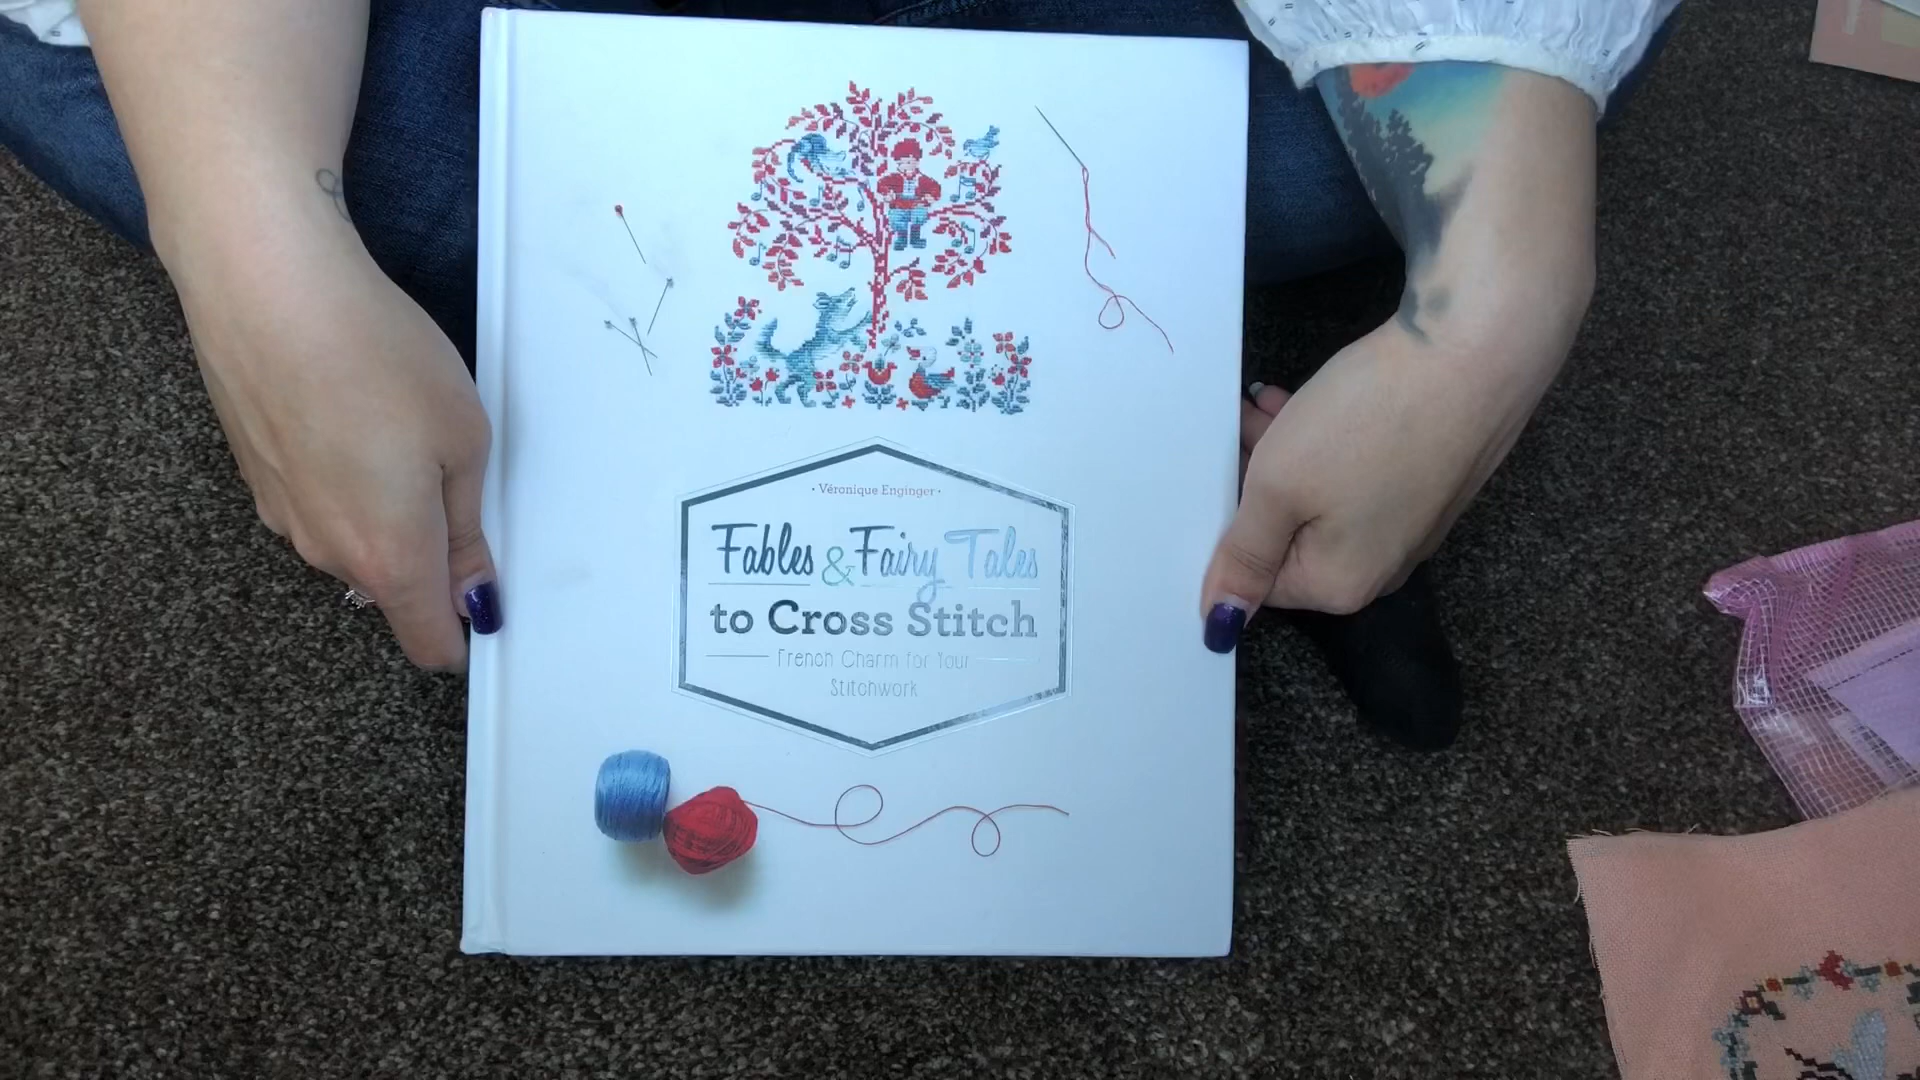 · Véronique Enginger ·
Fables & Fairy Tales
to Cross Stitch
French Charm for Your
Stitchwork